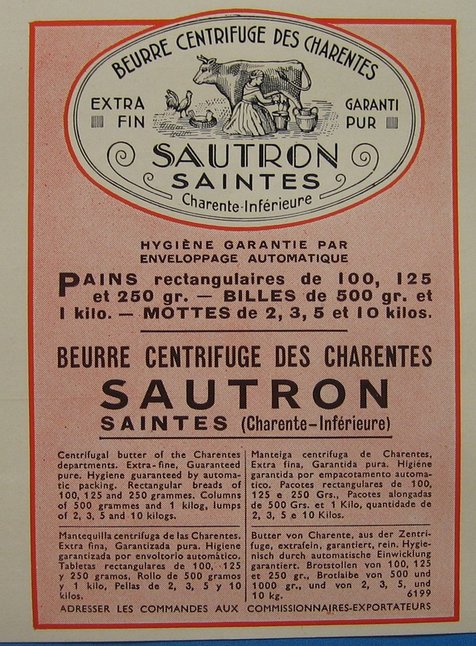 BEURRE CENTRIFUGE DES CHARENTES
EXTRA FIN
GARANTI PUR
SAUTRON
SAINTES
Charente-Inférieure
HYGIÈNE GARANTIE PAR
ENVELOPPAGE AUTOMATIQUE
PAINS rectangulaires de 100, 125
et 250 gr. — BILLES de 500 gr. et
1 kilo. — MOTTES de 2, 3, 5 et 10 kilos.
BEURRE CENTRIFUGE DES CHARENTES
SAUTRON
SAINTES (Charente-Inférieure)
Centrifugal butter of the Charentes
departments. Extra-fine, Guaranteed
pure. Hygiene guaranteed by automa-
tic packing. Rectangular breads of
100, 125 and 250 grammes. Columns
of 500 grammes and 1 kilog, lumps
of 2, 3, 5 and 10 kilogs.
Manteiga centrifuga de Charentes,
Extra fina, Garantida pura. Higiéne
garantida por empacotamento automa-
tico. Pacotes rectangulares de 100,
125 e 250 Grs., Pacotes alongadas
de 500 Grs. et 1 Kilo, quantidade de
2, 3, 5 e 10 Kilos.
Mantequilla centrifuga de las Charentes.
Extra fina, Garantizada pura. Higiene
garantizada por envoltorio automático.
Tabletas rectangulares de 100, 125
y 250 gramos, Rollo de 500 gramos
y 1 kilo, Pellas de 2, 3, 5 y 10
kilos.
Butter von Charente, aus der Zentri-
fuge, extrafein, garantiert, rein. Hygie-
nisch durch automatische Einwicklung
garantiert. Brotstollen von 100, 125
et 250 gr., Brotlaibe von 500 und
1000 gr., und von 2, 3, 5, und
10 kg. 6199
ADRESSER LES COMMANDES AUX COMMISSIONNAIRES-EXPORTATEURS